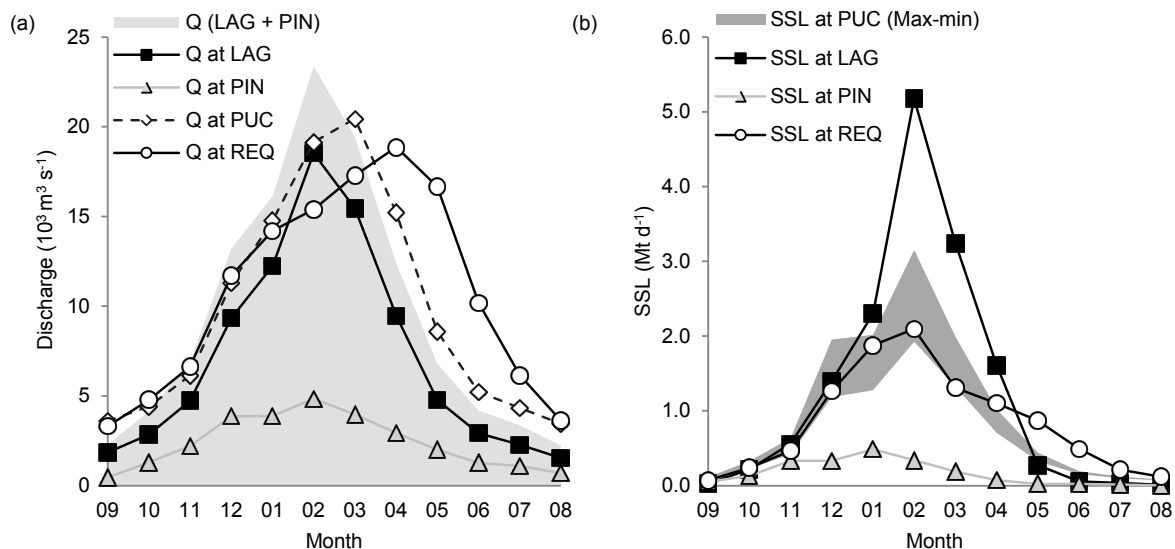 (a)
Q (LAG + PIN)
Q at LAG
Q at PIN
Q at PUC
Q at REQ
25
20
15
10
5
0
Discharge (10³ m³ s⁻¹)
09 10 11 12 01 02 03 04 05 06 07 08
Month
(b)
SSL at PUC (Max-min)
SSL at LAG
SSL at PIN
SSL at REQ
6.0
5.0
4.0
3.0
2.0
1.0
0.0
SSL (Mt d⁻¹)
09 10 11 12 01 02 03 04 05 06 07 08
Month